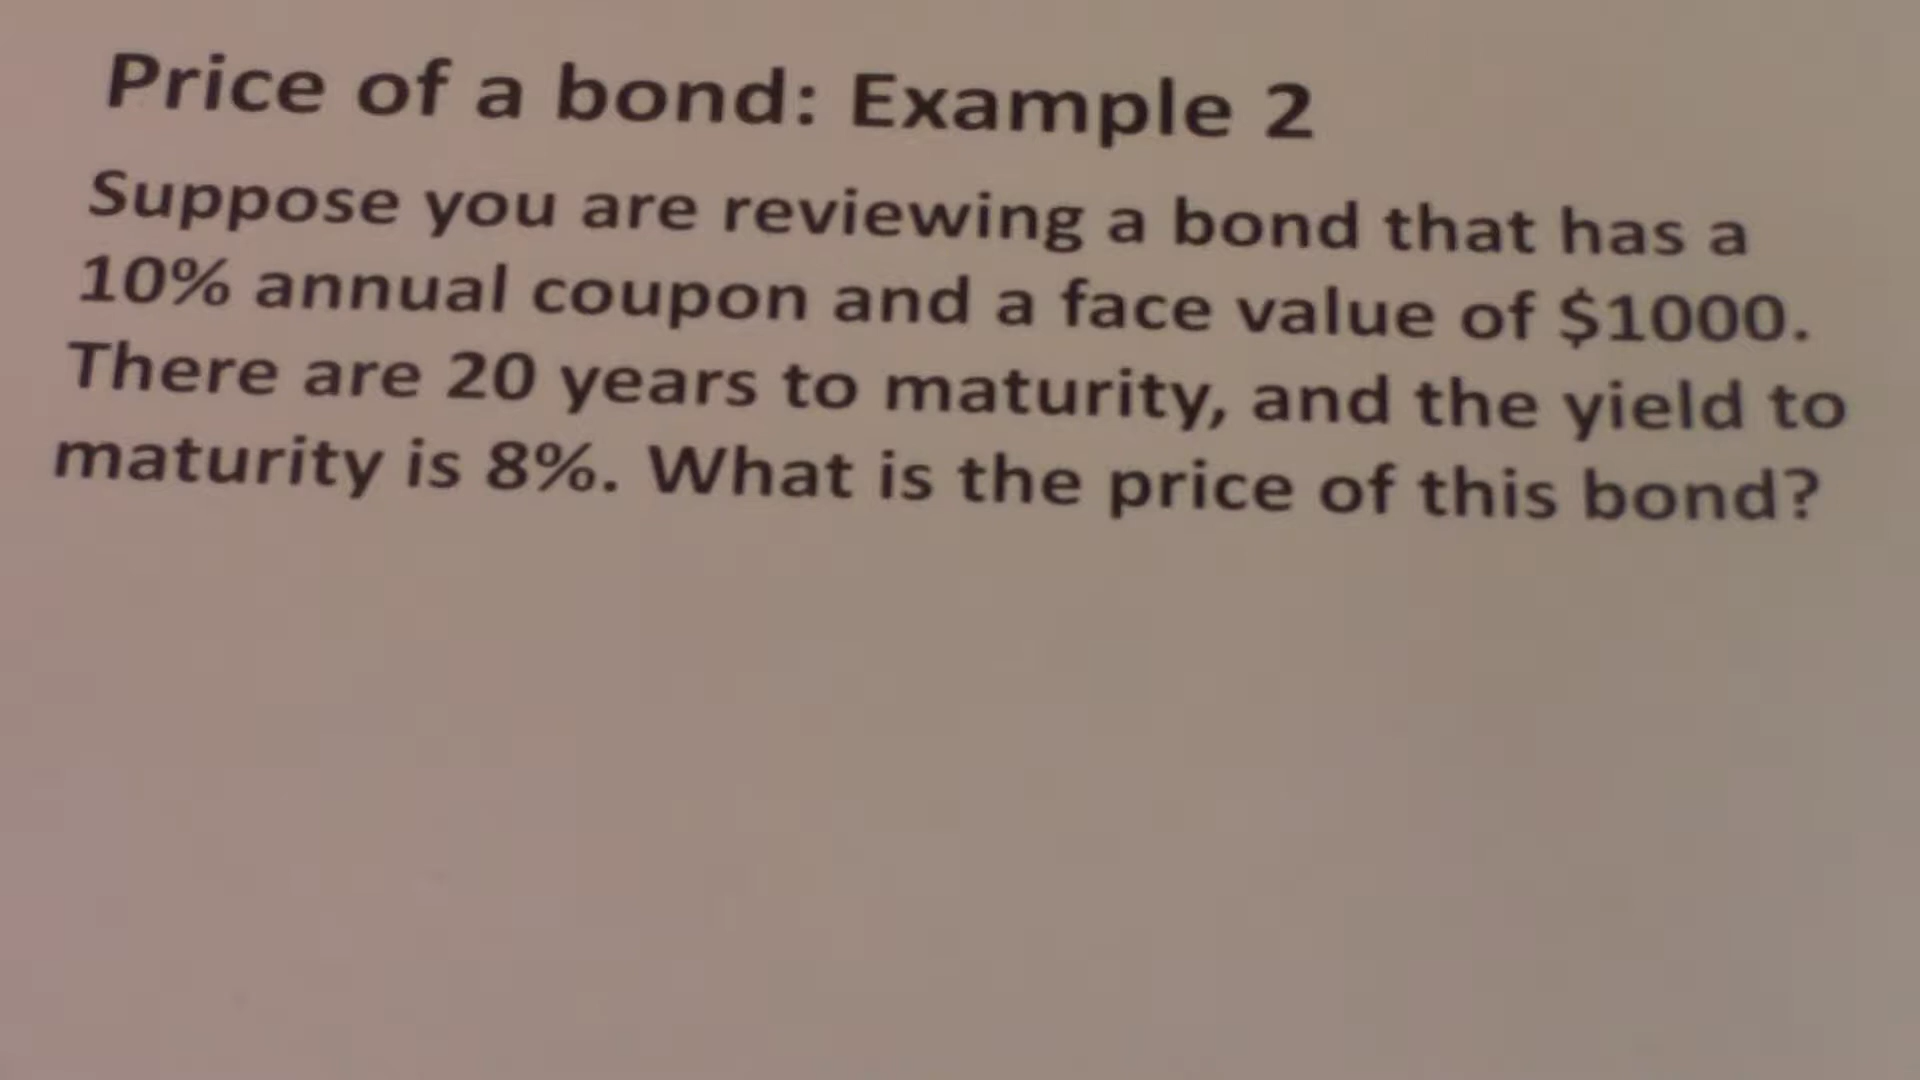 Price of a bond: Example 2
Suppose you are reviewing a bond that has a
10% annual coupon and a face value of $1000.
There are 20 years to maturity, and the yield to
maturity is 8%. What is the price of this bond?